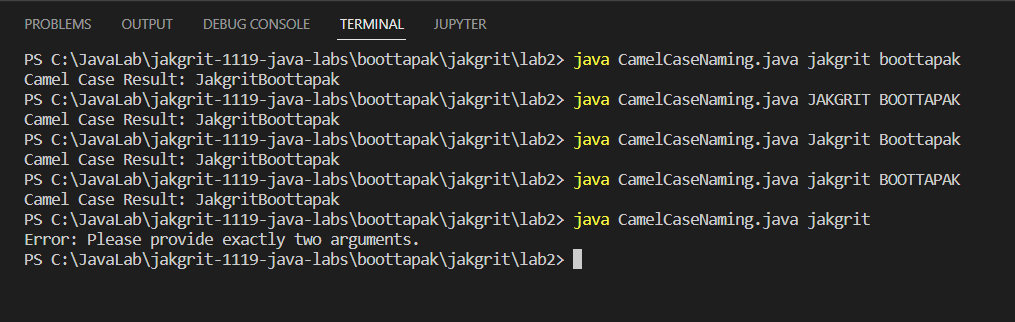 PROBLEMS OUTPUT DEBUG CONSOLE TERMINAL JUPYTER
PS C:\JavaLab\jakgrit-1119-java-labs\boottapak\jakgrit\lab2> java CamelCaseNaming.java jakgrit boottapak
Camel Case Result: JakgritBoottapak
PS C:\JavaLab\jakgrit-1119-java-labs\boottapak\jakgrit\lab2> java CamelCaseNaming.java JAKGRIT BOOTTAPAK
Camel Case Result: JakgritBoottapak
PS C:\JavaLab\jakgrit-1119-java-labs\boottapak\jakgrit\lab2> java CamelCaseNaming.java Jakgrit Boottapak
Camel Case Result: JakgritBoottapak
PS C:\JavaLab\jakgrit-1119-java-labs\boottapak\jakgrit\lab2> java CamelCaseNaming.java jakgrit BOOTTAPAK
Camel Case Result: JakgritBoottapak
PS C:\JavaLab\jakgrit-1119-java-labs\boottapak\jakgrit\lab2> java CamelCaseNaming.java jakgrit
Error: Please provide exactly two arguments.
PS C:\JavaLab\jakgrit-1119-java-labs\boottapak\jakgrit\lab2>